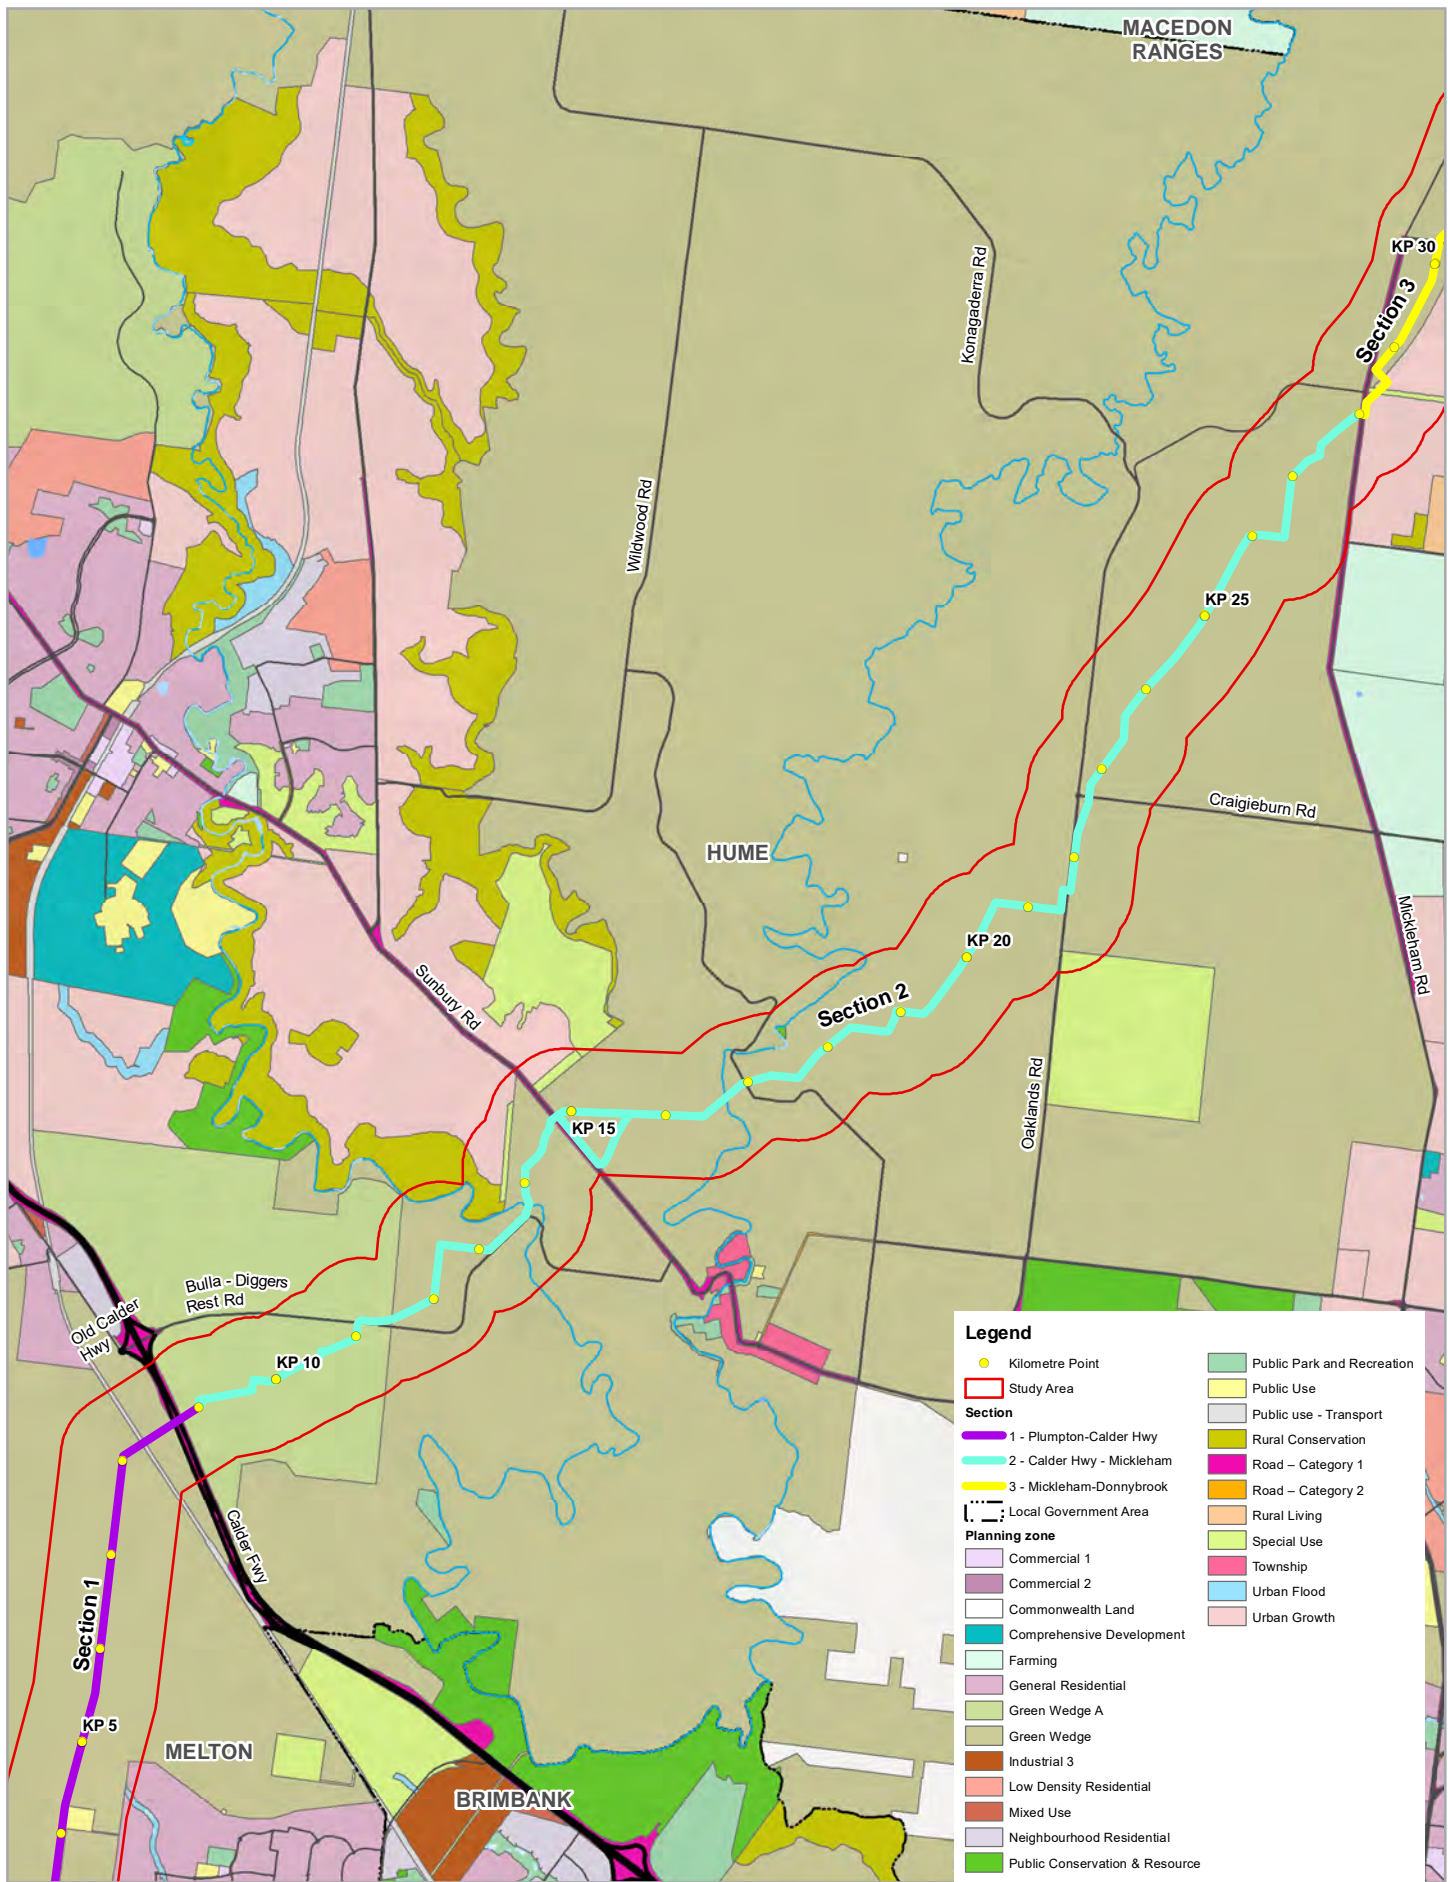 MACEDON
RANGES
KP 30
Section 3
Konagaderra Rd
Wildwood Rd
KP 25
Craigieburn Rd
HUME
Mickleham Rd
KP 20
Sunbury Rd
Section 2
Oaklands Rd
KP 15
Bulla - Diggers
Rest Rd
Old Calder
Hwy
KP 10
Calder Fwy
Section 1
KP 5
MELTON
BRIMBANK
Legend
Kilometre Point
Study Area
Section
1 - Plumpton-Calder Hwy
2 - Calder Hwy - Mickleham
3 - Mickleham-Donnybrook
Local Government Area
Planning zone
Commercial 1
Commercial 2
Commonwealth Land
Comprehensive Development
Farming
General Residential
Green Wedge A
Green Wedge
Industrial 3
Low Density Residential
Mixed Use
Neighbourhood Residential
Public Conservation & Resource
Public Park and Recreation
Public Use
Public use - Transport
Rural Conservation
Road – Category 1
Road – Category 2
Rural Living
Special Use
Township
Urban Flood
Urban Growth